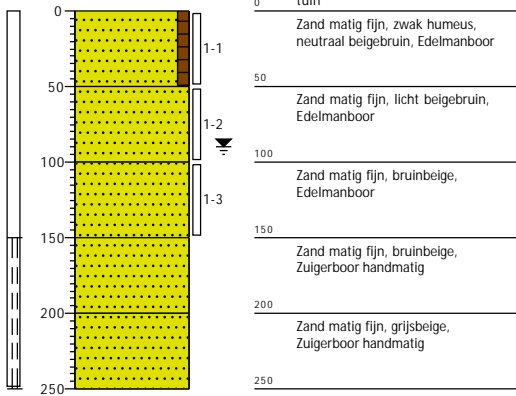 0
50
100
150
200
250
1-1
1-2
1-3
0
tuin
Zand matig fijn, zwak humeus,
neutraal beigebruin, Edelmanboor
50
Zand matig fijn, licht beigebruin,
Edelmanboor
100
Zand matig fijn, bruinbeige,
Edelmanboor
150
Zand matig fijn, bruinbeige,
Zuigerboor handmatig
200
Zand matig fijn, grijsbeige,
Zuigerboor handmatig
250